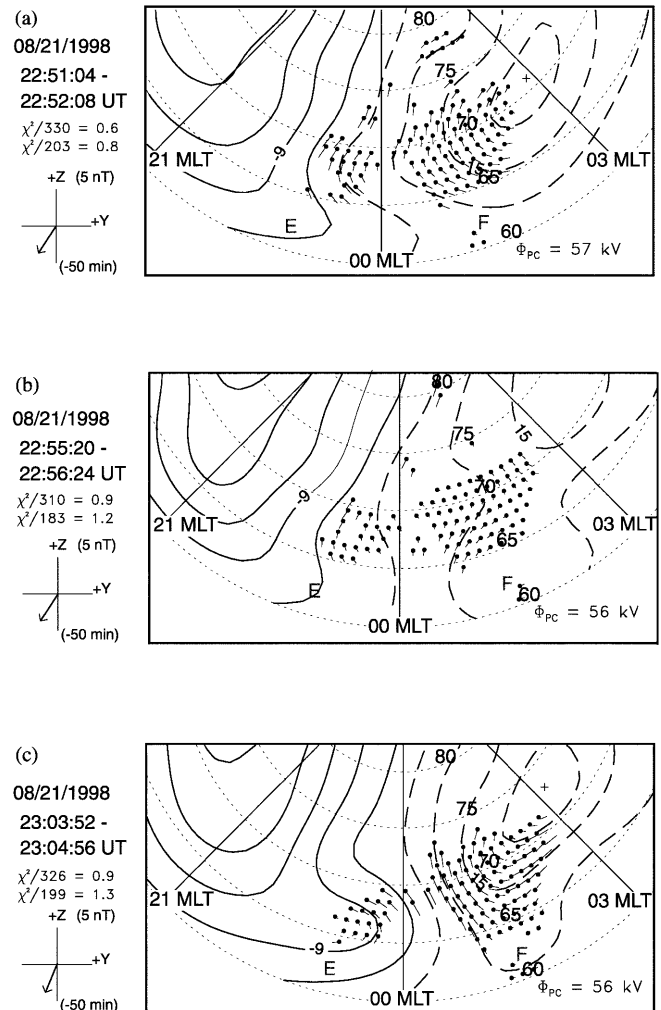 (a)
08/21/1998
22:51:04 -
22:52:08 UT
χ²/330 = 0.6
χ²/203 = 0.8
+Z (5 nT)
+Y
(-50 min)
80
75
70
15
65
60
-9
21 MLT
03 MLT
E
F
00 MLT
ΦPC = 57 kV
(b)
08/21/1998
22:55:20 -
22:56:24 UT
χ²/310 = 0.9
χ²/183 = 1.2
+Z (5 nT)
+Y
(-50 min)
80
75
15
70
65
60
-9
21 MLT
03 MLT
E
F
00 MLT
ΦPC = 56 kV
(c)
08/21/1998
23:03:52 -
23:04:56 UT
χ²/326 = 0.9
χ²/199 = 1.3
+Z (5 nT)
+Y
(-50 min)
80
75
70
15
65
60
-9
21 MLT
03 MLT
E
F
00 MLT
ΦPC = 56 kV